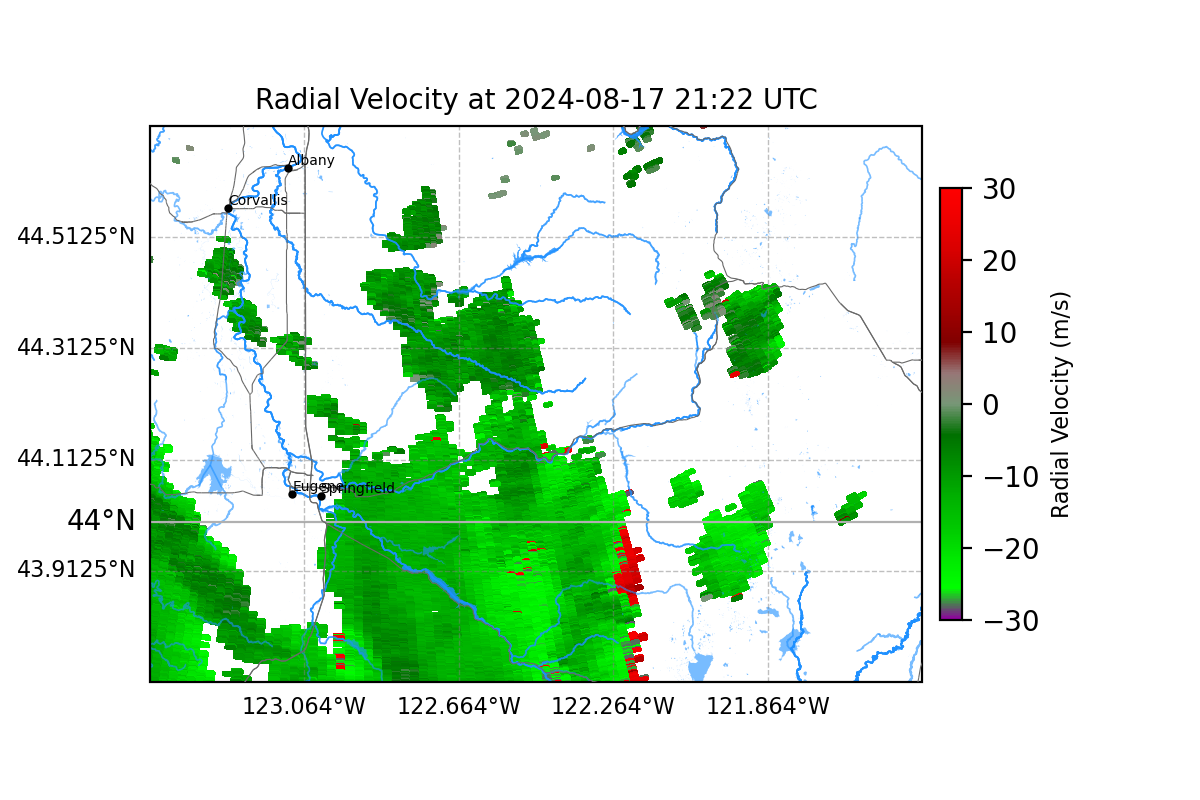 Radial Velocity at 2024-08-17 21:22 UTC
Albany
Corvallis
44.5125°N
44.3125°N
44.1125°N
Eugene
Springfield
44°N
43.9125°N
123.064°W
122.664°W
122.264°W
121.864°W
30
20
10
0
−10
−20
−30
Radial Velocity (m/s)